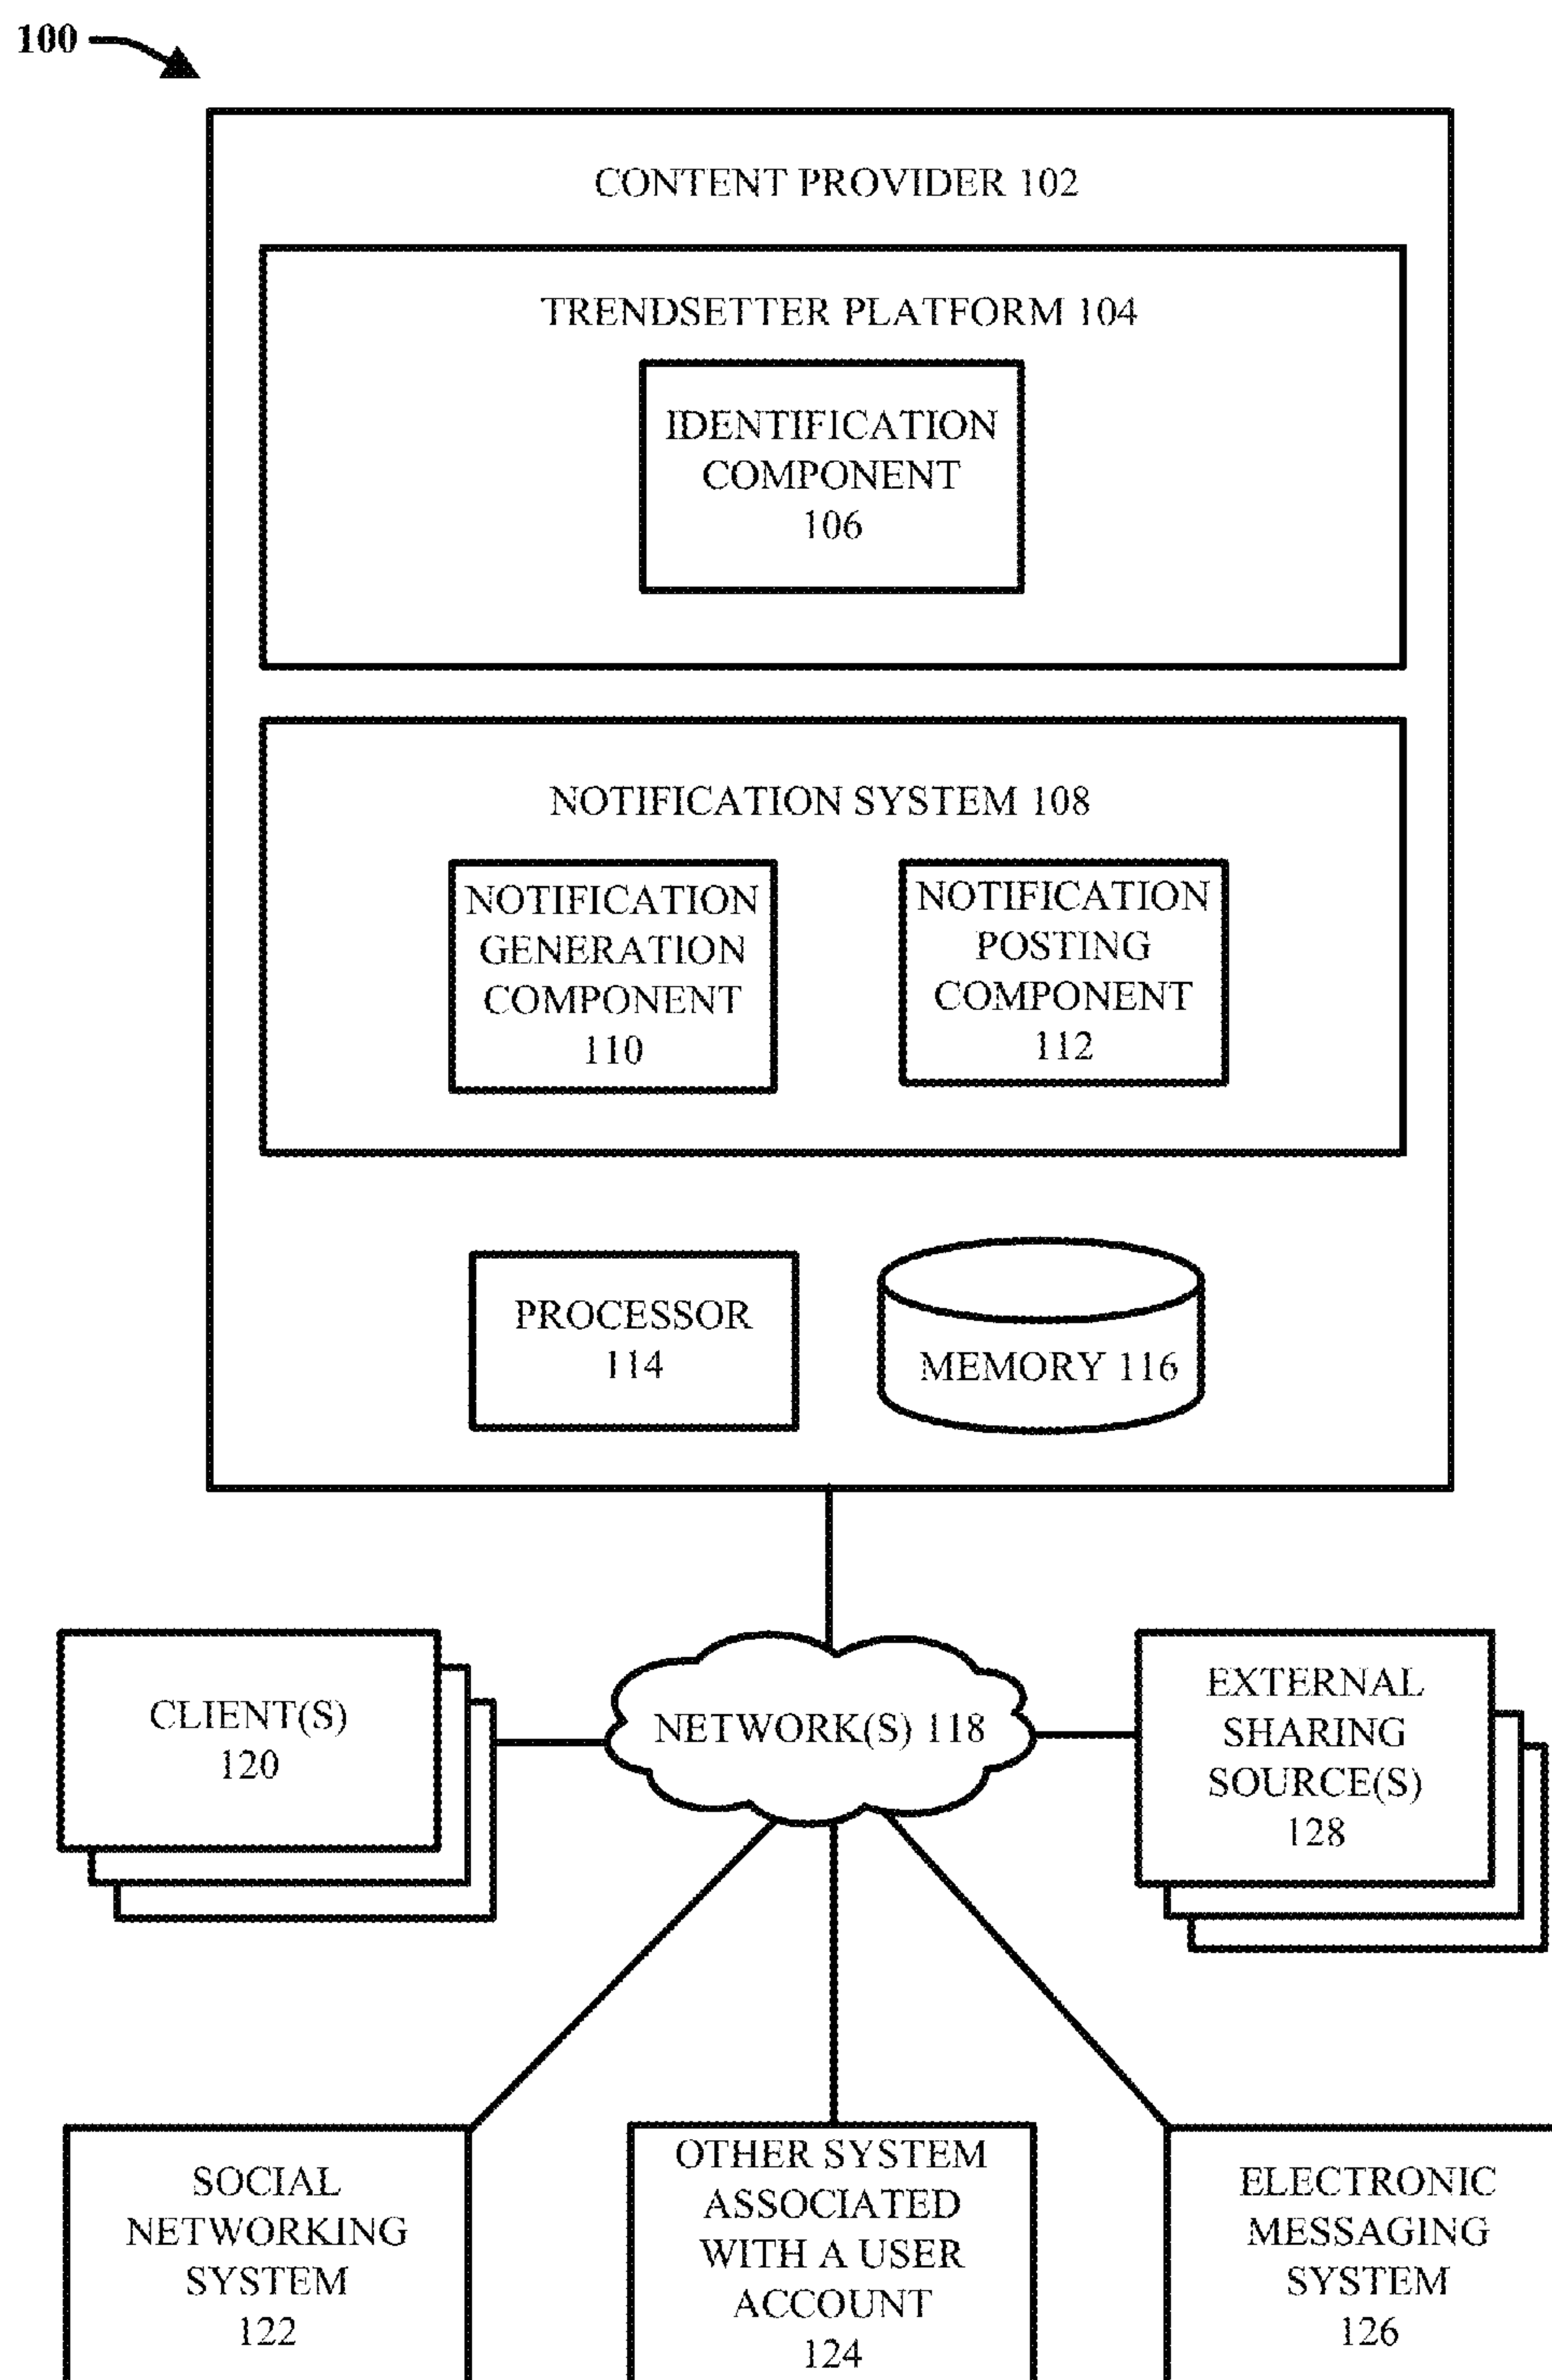 100
CONTENT PROVIDER 102
TRENDSETTER PLATFORM 104
IDENTIFICATION
COMPONENT
106
NOTIFICATION SYSTEM 108
NOTIFICATION
GENERATION
COMPONENT
110
NOTIFICATION
POSTING
COMPONENT
112
PROCESSOR
114
MEMORY 116
CLIENT(S)
120
NETWORK(S) 118
EXTERNAL
SHARING
SOURCE(S)
128
SOCIAL
NETWORKING
SYSTEM
122
OTHER SYSTEM
ASSOCIATED
WITH A USER
ACCOUNT
124
ELECTRONIC
MESSAGING
SYSTEM
126